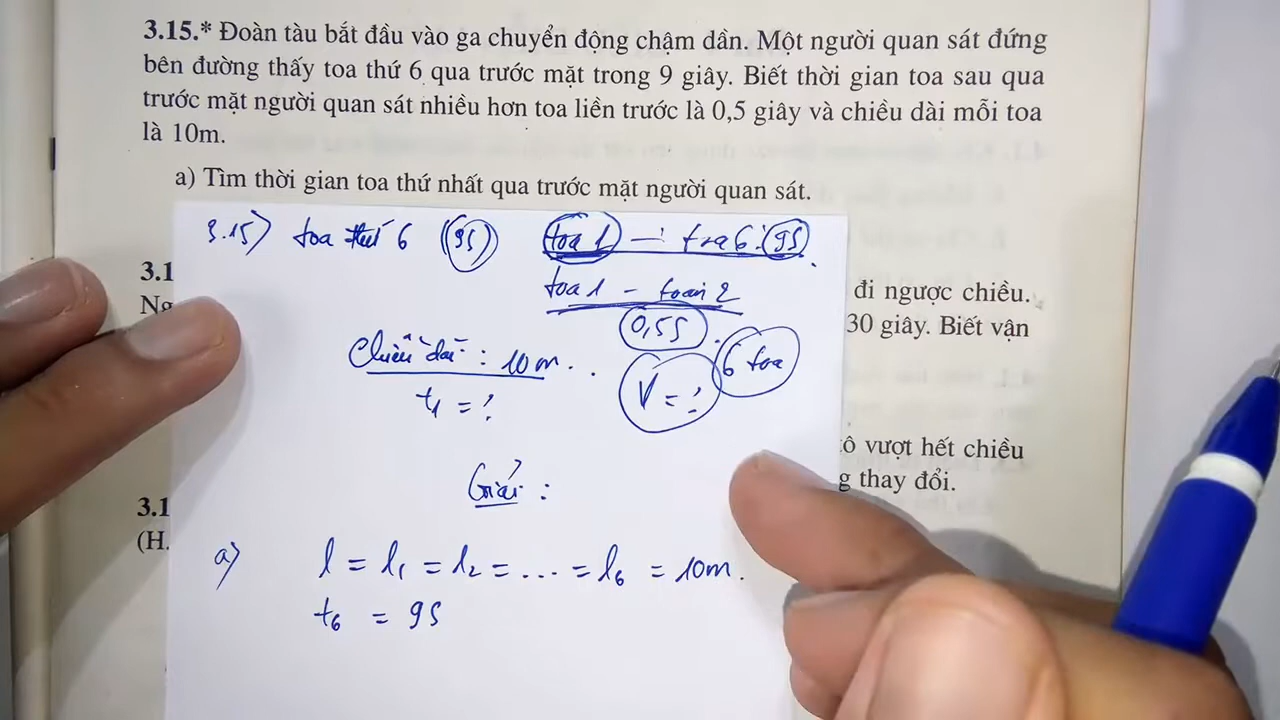 3.15.* Đoàn tàu bắt đầu vào ga chuyển động chậm dần. Một người quan sát đứng
bên đường thấy toa thứ 6 qua trước mặt trong 9 giây. Biết thời gian toa sau qua
trước mặt người quan sát nhiều hơn toa liền trước là 0,5 giây và chiều dài mỗi toa
là 10m.
a) Tìm thời gian toa thứ nhất qua trước mặt người quan sát.
3.15) toa thứ 6 (9s) toa 1 — : toa 6 : 9s .
toa 1 - toa 2
0,5s .
chiều dài : 10m . .
6 toa
t₁ = ?
V = ?
Giải :
a) l = l₁ = l₂ = ... = l₆ = 10m .
t₆ = 9s
3.1
đi ngược chiều.
Ng
30 giây. Biết vận
ô vượt hết chiều
g thay đổi.
3.1
(H.